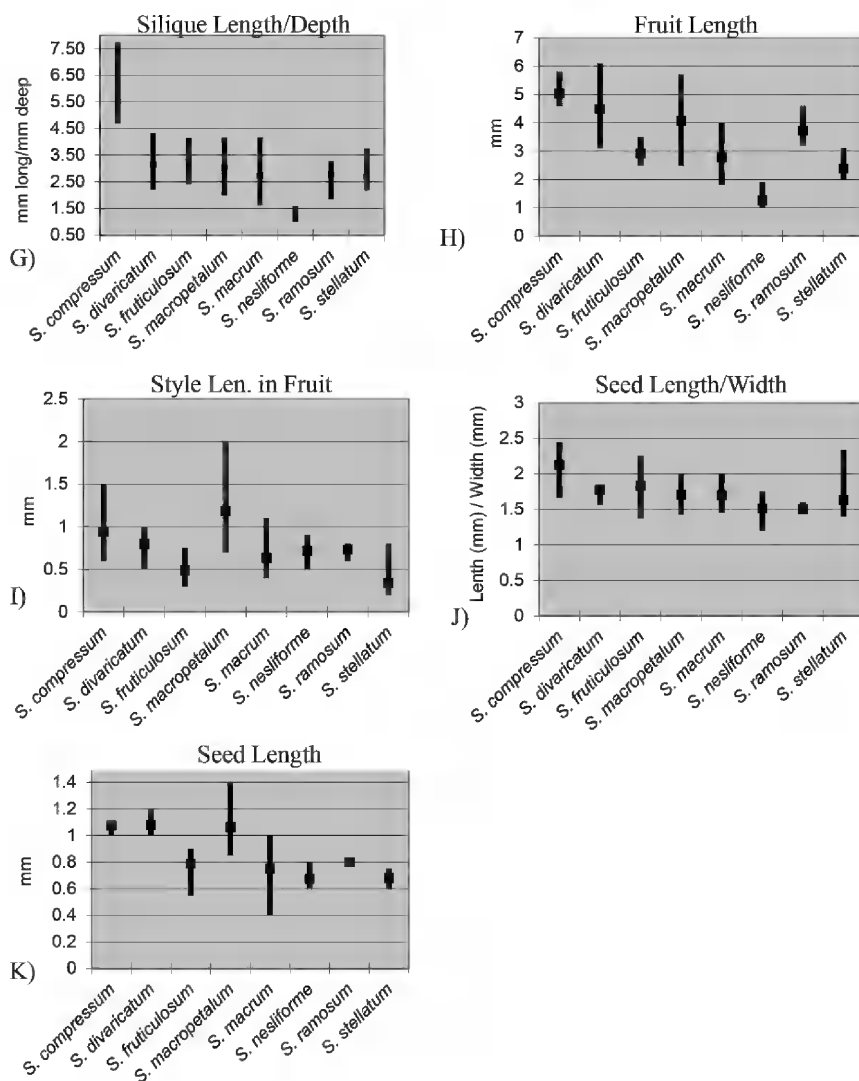 Silique Length/Depth
7.50
6.50
5.50
4.50
3.50
2.50
1.50
0.50
mm long/mm deep
G)
S. compressum
S. divaricatum
S. fruticulosum
S. macropetalum
S. macrum
S. nesliforme
S. ramosum
S. stellatum
Fruit Length
7
6
5
4
3
2
1
0
mm
H)
S. compressum
S. divaricatum
S. fruticulosum
S. macropetalum
S. macrum
S. nesliforme
S. ramosum
S. stellatum
Style Len. in Fruit
2.5
2
1.5
1
0.5
0
mm
I)
S. compressum
S. divaricatum
S. fruticulosum
S. macropetalum
S. macrum
S. nesliforme
S. ramosum
S. stellatum
Seed Length/Width
3
2.5
2
1.5
1
0.5
0
Lenth (mm) / Width (mm)
J)
S. compressum
S. divaricatum
S. fruticulosum
S. macropetalum
S. macrum
S. nesliforme
S. ramosum
S. stellatum
Seed Length
1.4
1.2
1
0.8
0.6
0.4
0.2
0
mm
K)
S. compressum
S. divaricatum
S. fruticulosum
S. macropetalum
S. macrum
S. nesliforme
S. ramosum
S. stellatum